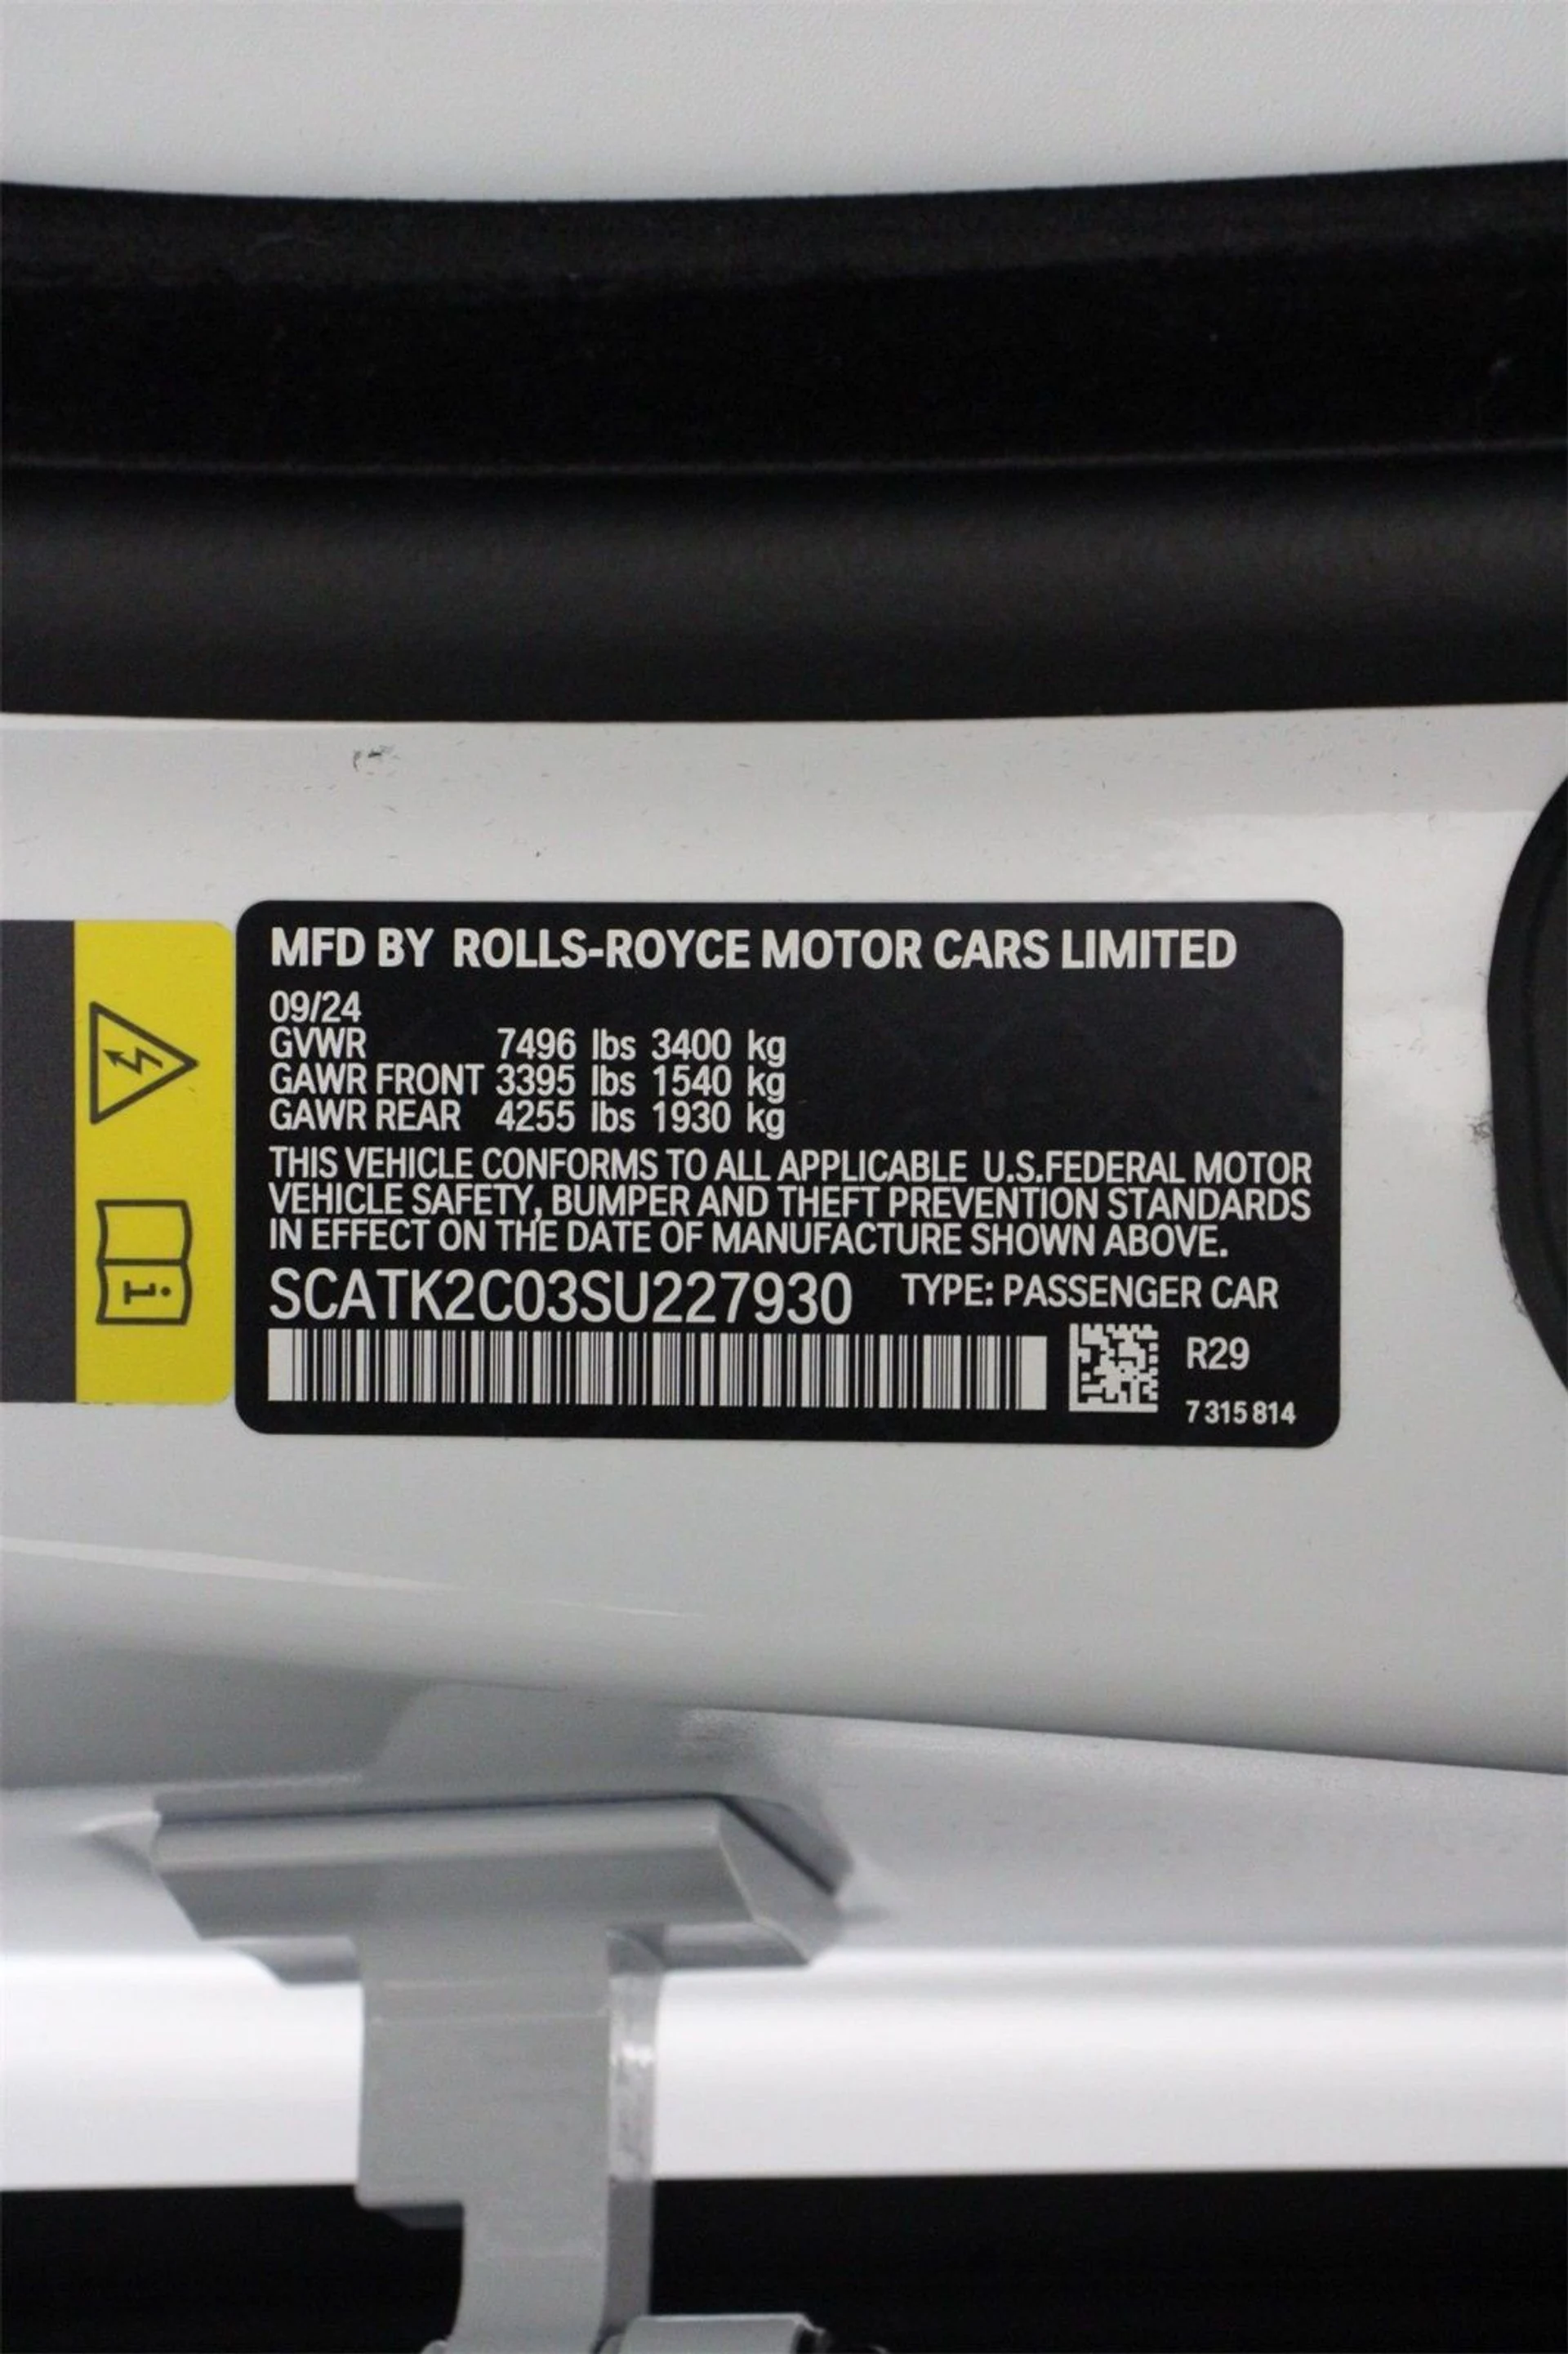 MFD BY ROLLS-ROYCE MOTOR CARS LIMITED
09/24
GVWR 7496 lbs 3400 kg
GAWR FRONT 3395 lbs 1540 kg
GAWR REAR 4255 lbs 1930 kg
THIS VEHICLE CONFORMS TO ALL APPLICABLE U.S.FEDERAL MOTOR
VEHICLE SAFETY, BUMPER AND THEFT PREVENTION STANDARDS
IN EFFECT ON THE DATE OF MANUFACTURE SHOWN ABOVE.
SCATK2C03SU227930 TYPE: PASSENGER CAR
R29
7 315 814